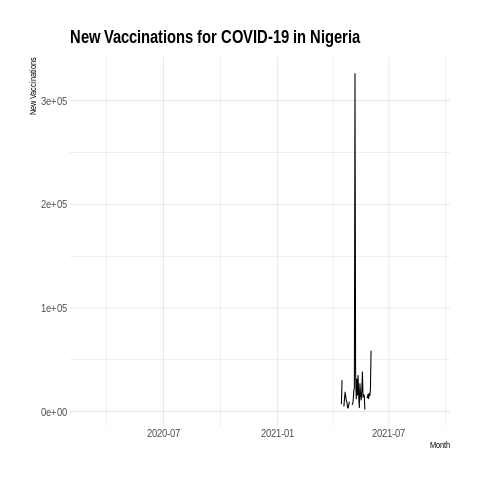 New Vaccinations for COVID-19 in Nigeria
New Vaccinations
3e+05
2e+05
1e+05
0e+00
2020-07
2021-01
2021-07
Month